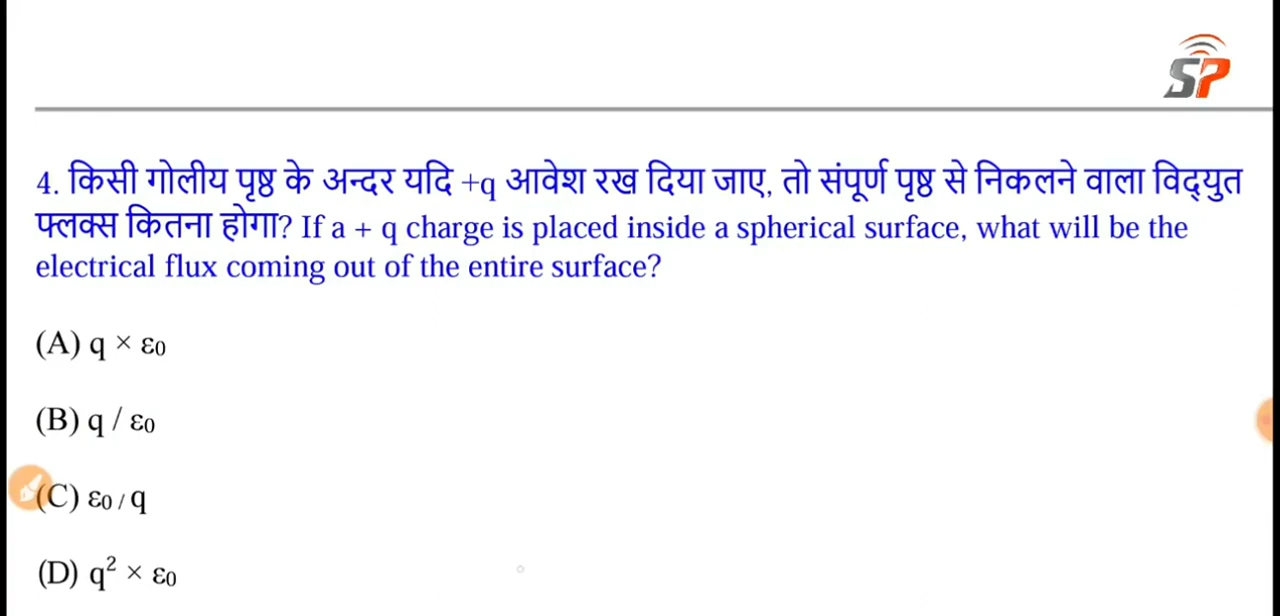 SP
4. किसी गोलीय पृष्ठ के अन्दर यदि +q आवेश रख दिया जाए, तो संपूर्ण पृष्ठ से निकलने वाला विद्युत
फ्लक्स कितना होगा? If a + q charge is placed inside a spherical surface, what will be the
electrical flux coming out of the entire surface?
(A) q × ε₀
(B) q / ε₀
(C) ε₀ / q
(D) q² × ε₀